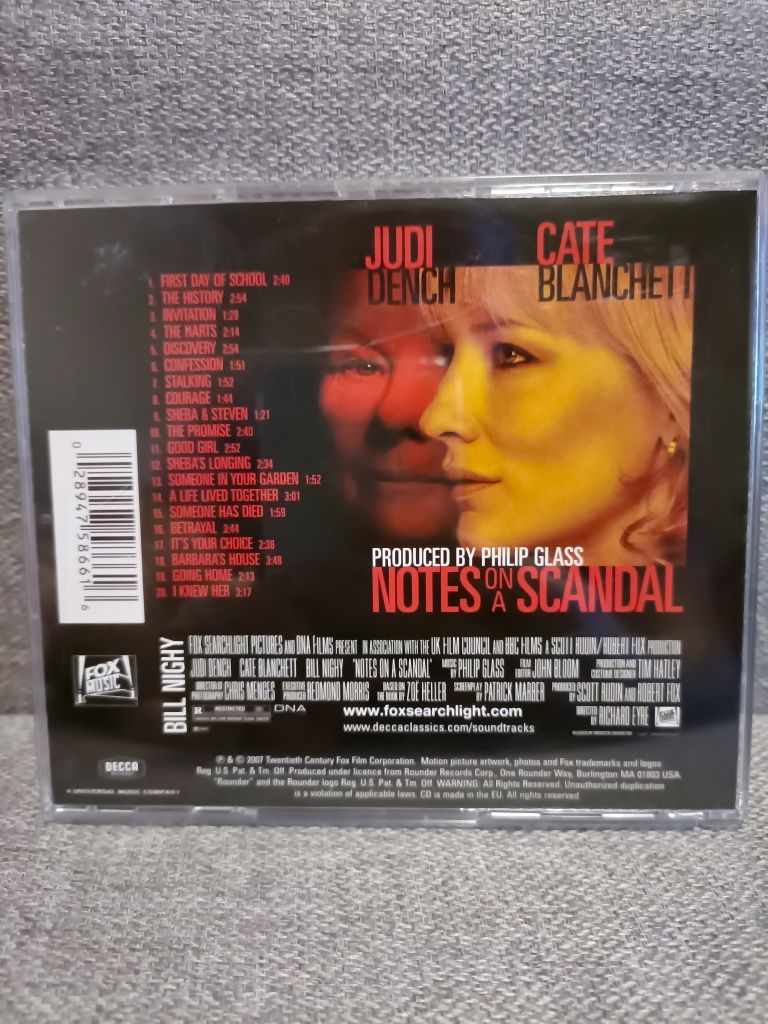 JUDI
DENCH
CATE
BLANCHETT
1. FIRST DAY OF SCHOOL 2:40
2. THE HISTORY 2:54
3. INVITATION 1:29
4. THE HARTS 2:14
5. DISCOVERY 2:54
6. CONFESSION 1:51
7. STALKING 1:52
8. COURAGE 1:44
9. SHEBA & STEVEN 1:21
10. THE PROMISE 2:40
11. GOOD GIRL 2:52
12. SHEBA'S LONGING 2:34
13. SOMEONE IN YOUR GARDEN 1:52
14. A LIFE LIVED TOGETHER 3:01
15. SOMEONE HAS DIED 1:59
16. BETRAYAL 3:44
17. IT'S YOUR CHOICE 2:38
18. BARBARA'S HOUSE 3:48
19. GOING HOME 2:13
20. I KNEW HER 3:17
0 28947 58661 6
PRODUCED BY PHILIP GLASS
NOTES ON A SCANDAL
BILL NIGHY
FOX SEARCHLIGHT PICTURES AND DNA FILMS PRESENT IN ASSOCIATION WITH THE UK FILM COUNCIL AND BBC FILMS A SCOTT RUDIN/ROBERT FOX PRODUCTION
JUDI DENCH CATE BLANCHETT BILL NIGHY "NOTES ON A SCANDAL" MUSIC BY PHILIP GLASS FILM EDITOR JOHN BLOOM PRODUCTION AND COSTUME DESIGNER TIM HATLEY
DIRECTOR OF PHOTOGRAPHY CHRIS MENGES EXECUTIVE PRODUCER REDMOND MORRIS BASED ON THE BOOK BY ZOË HELLER SCREENPLAY BY PATRICK MARBER PRODUCED BY SCOTT RUDIN AND ROBERT FOX
R RESTRICTED DNA www.foxsearchlight.com DIRECTED BY RICHARD EYRE
www.deccaclassics.com/soundtracks
FOX MUSIC
DECCA
A UNIVERSAL MUSIC COMPANY
℗ & © 2007 Twentieth Century Fox Film Corporation. Motion picture artwork, photos and Fox trademarks and logos
Reg. U.S. Pat. & Tm. Off. Produced under licence from Rounder Records Corp., One Rounder Way, Burlington MA 01803 USA
"Rounder" and the Rounder logo Reg. U.S. Pat. & Tm. Off. WARNING: All Rights Reserved. Unauthorized duplication
is a violation of applicable laws. CD is made in the EU. All rights reserved